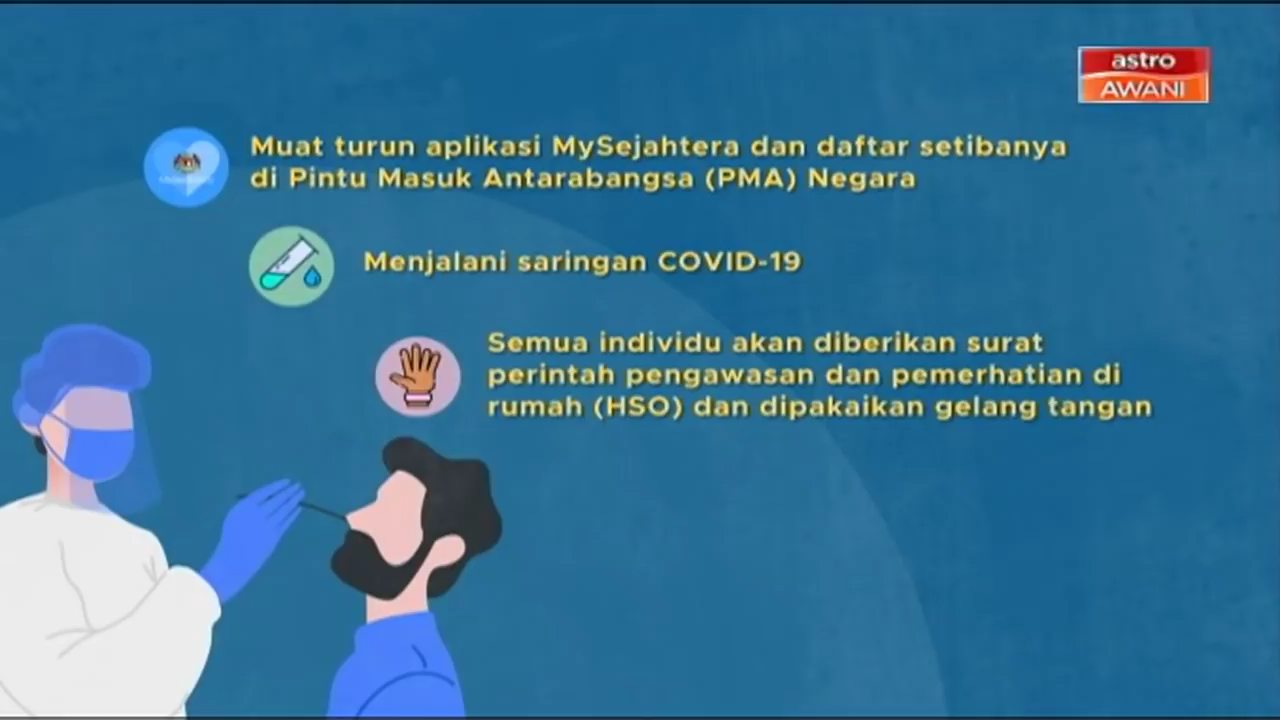 astro
AWANI
Muat turun aplikasi MySejahtera dan daftar setibanya
di Pintu Masuk Antarabangsa (PMA) Negara
Menjalani saringan COVID-19
Semua individu akan diberikan surat
perintah pengawasan dan pemerhatian di
rumah (HSO) dan dipakaikan gelang tangan